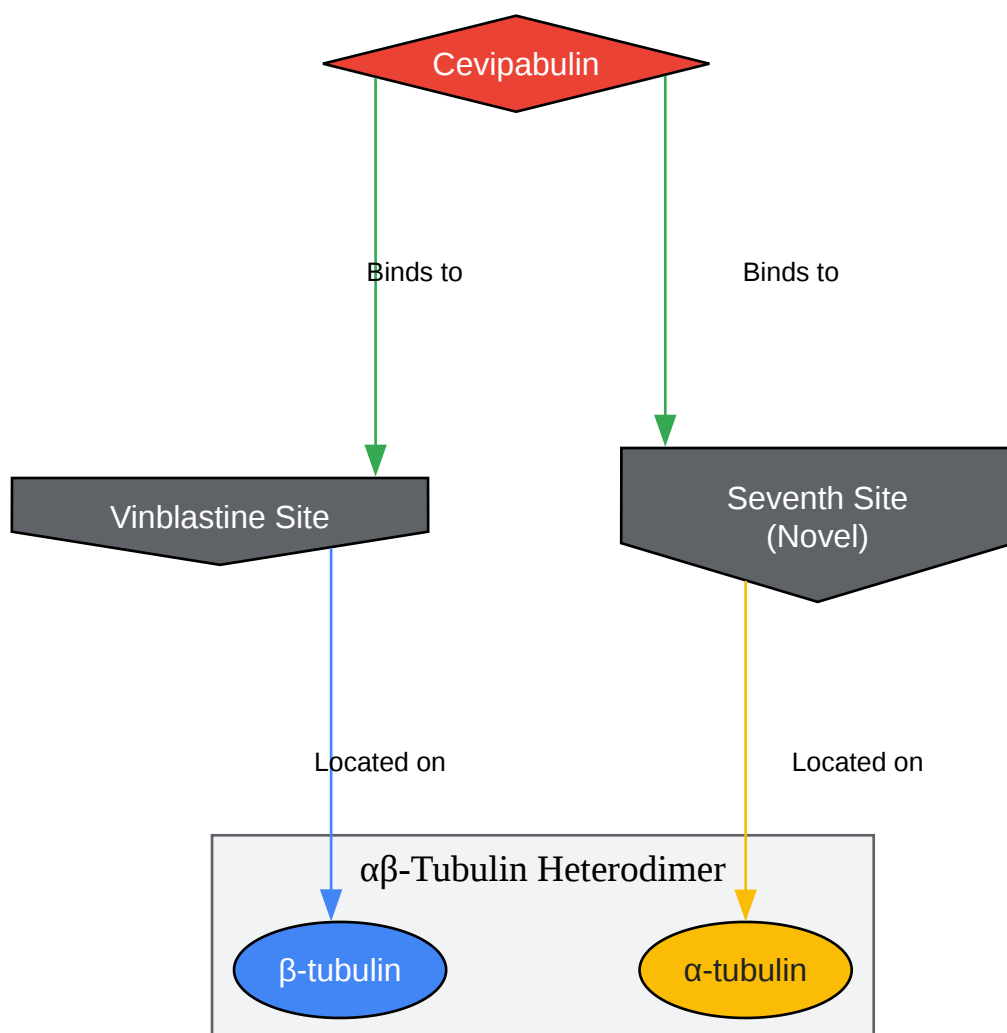 Cevipabulin
Binds to
Binds to
Vinblastine Site
Seventh Site
(Novel)
Located on
Located on
αβ-Tubulin Heterodimer
β-tubulin
α-tubulin